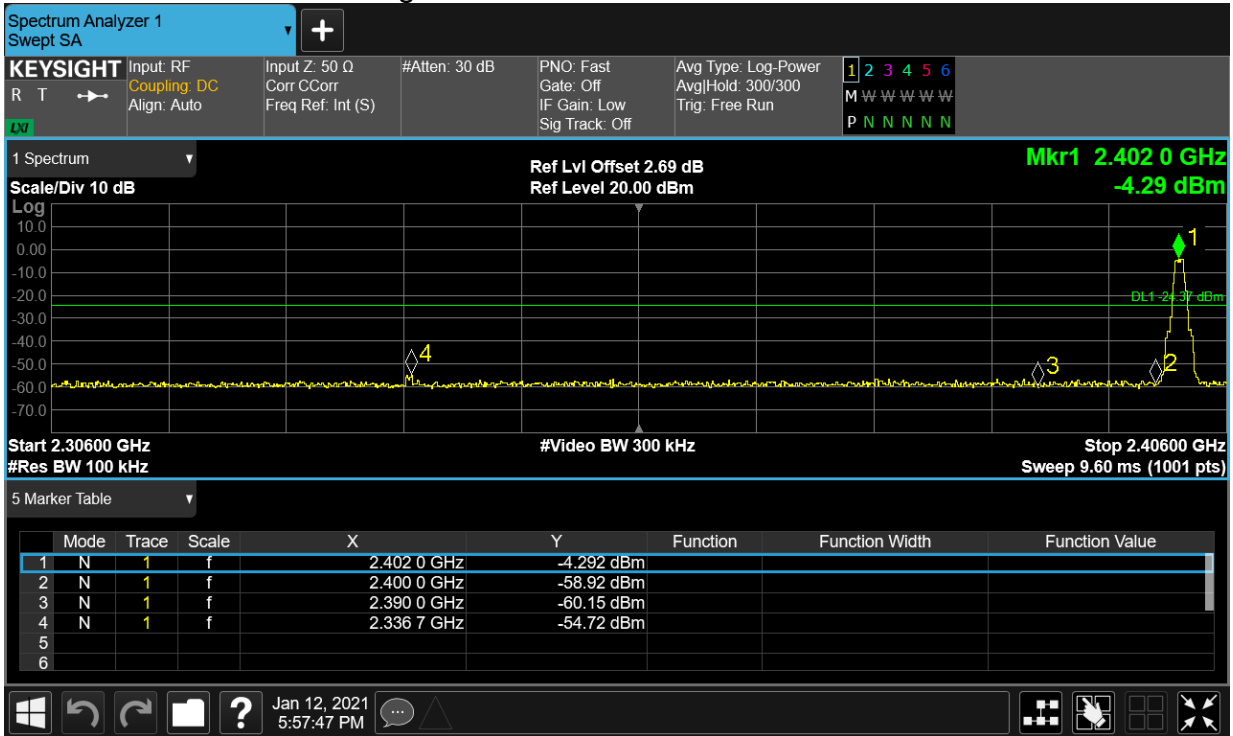 Spectrum Analyzer 1
Swept SA
+
KEYSIGHT Input: RF Input Z: 50 Ω #Atten: 30 dB PNO: Fast Avg Type: Log-Power 1 2 3 4 5 6
R T Coupling: DC Corr CCorr Gate: Off Avg|Hold: 300/300 M W W W W W
Align: Auto Freq Ref: Int (S) IF Gain: Low Trig: Free Run
LXI Sig Track: Off P N N N N N
1 Spectrum Ref Lvl Offset 2.69 dB Mkr1 2.402 0 GHz
Scale/Div 10 dB Ref Level 20.00 dBm -4.29 dBm
Log
10.0
1
0.00
-10.0
-20.0
DL1 -24.37 dBm
-30.0
-40.0
4
-50.0
3 2
-60.0
-70.0
Start 2.30600 GHz #Video BW 300 kHz Stop 2.40600 GHz
#Res BW 100 kHz Sweep 9.60 ms (1001 pts)
5 Marker Table
Mode Trace Scale X Y Function Function Width Function Value
1 N 1 f 2.402 0 GHz -4.292 dBm
2 N 1 f 2.400 0 GHz -58.92 dBm
3 N 1 f 2.390 0 GHz -60.15 dBm
4 N 1 f 2.336 7 GHz -54.72 dBm
5
6
? Jan 12, 2021
5:57:47 PM